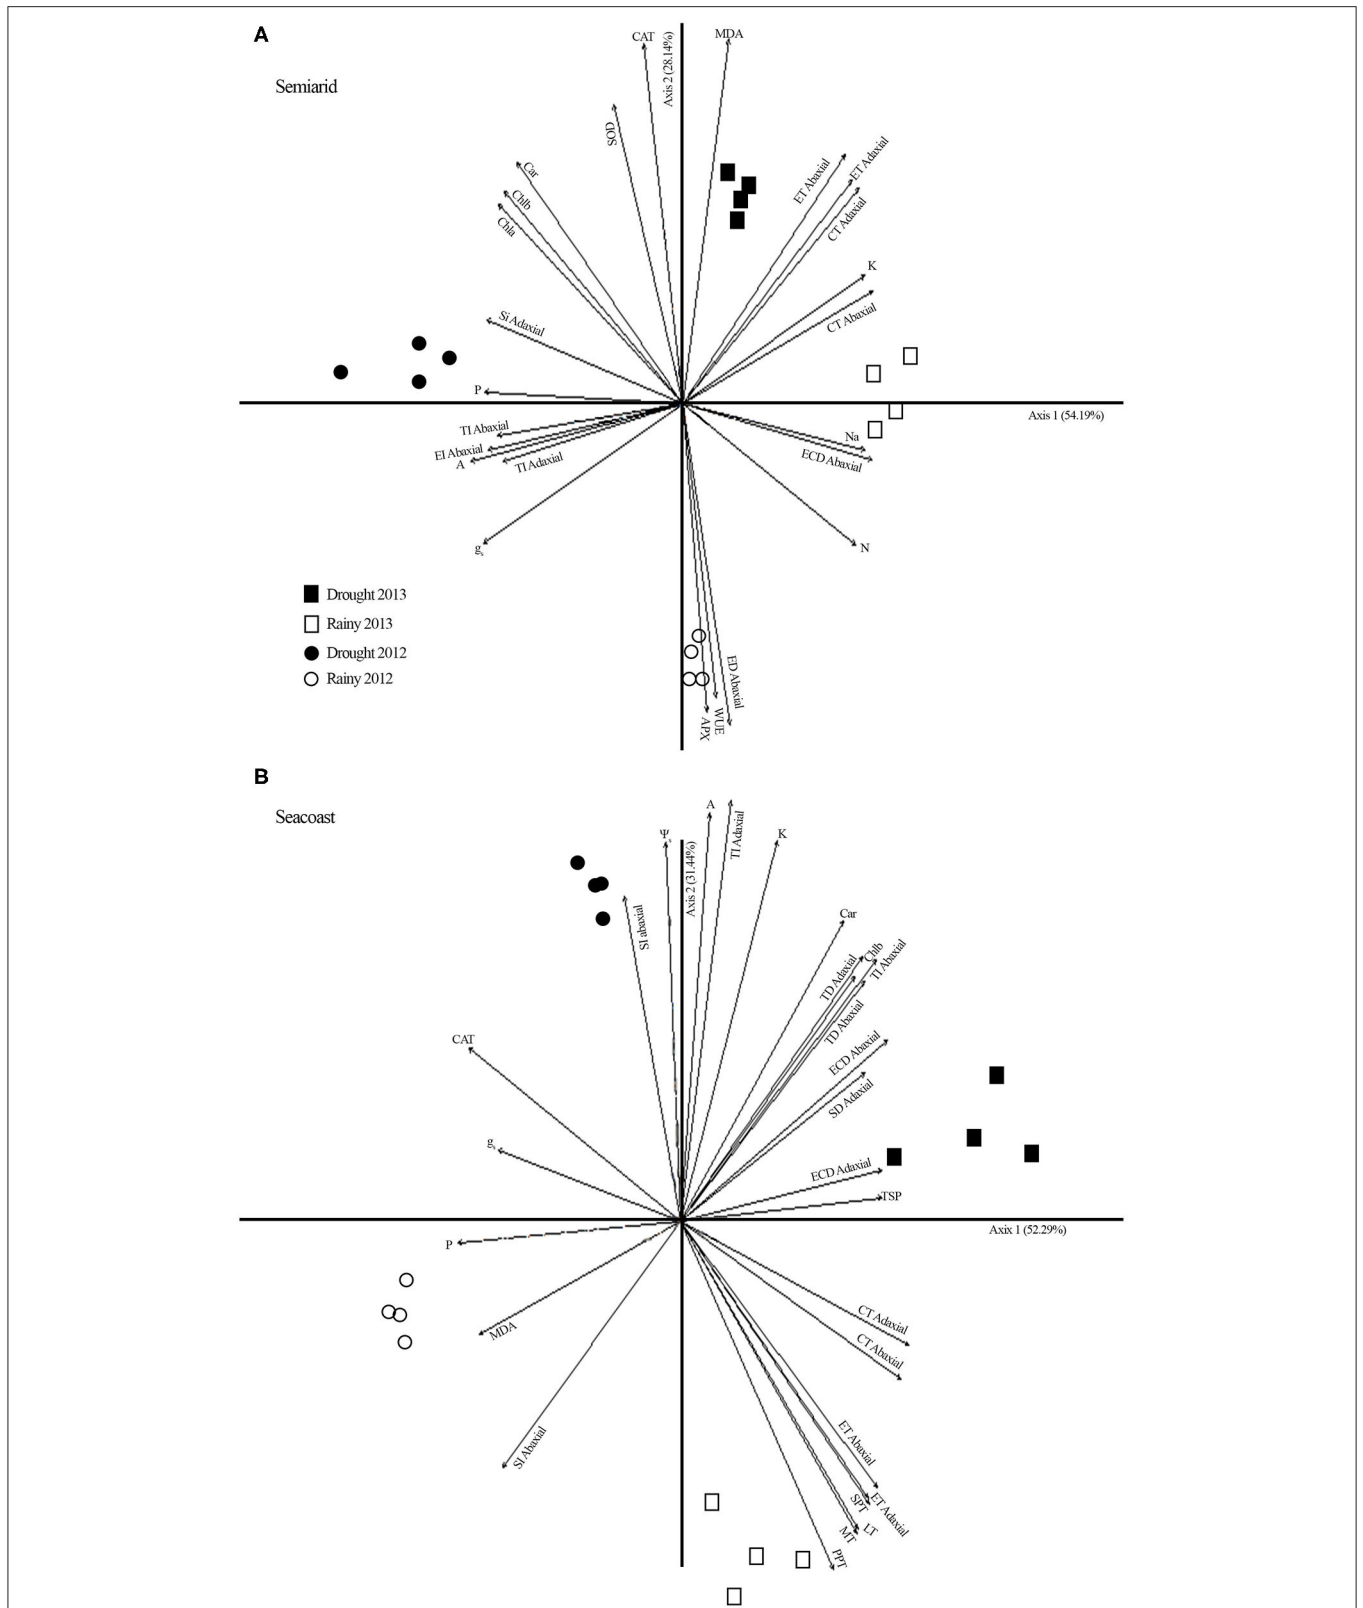 A
Semiarid
CAT
MDA
Axis 2 (28.14%)
SOD
Car
Chlb
Chla
ET Abaxial
ET Adaxial
CT Adaxial
K
CT Abaxial
Si Adaxial
P
Axis 1 (54.19%)
TI Abaxial
EI Abaxial
A
TI Adaxial
Na
ECD Abaxial
gs
N
Drought 2013
Rainy 2013
Drought 2012
Rainy 2012
ED Abaxial
WUE
APX
B
Seacoast
A
TI Adaxial
K
Ψs
Axis 2 (31.44%)
SI abaxial
Car
Chlb
TD Adaxial
TI Abaxial
TD Abaxial
CAT
ECD Abaxial
SD Adaxial
gs
ECD Adaxial
TSP
Axix 1 (52.29%)
P
MDA
CT Adaxial
CT Abaxial
SI Abaxial
ET Abaxial
ET Adaxial
SPT
LT
MT
PPT